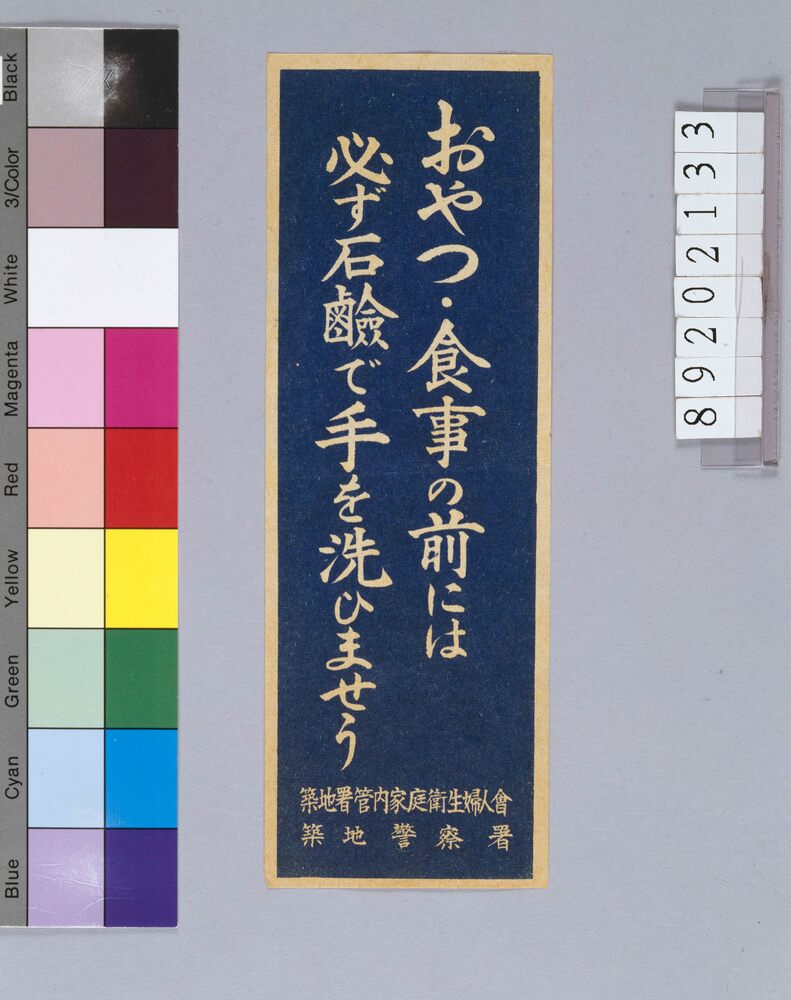 おやつ・食事の前には
必ず石鹼で手を洗ひませう
築地署管内家庭衛生婦人會
築地警察署
Black
3/Color
White
Magenta
Red
Yellow
Green
Cyan
Blue
89202133